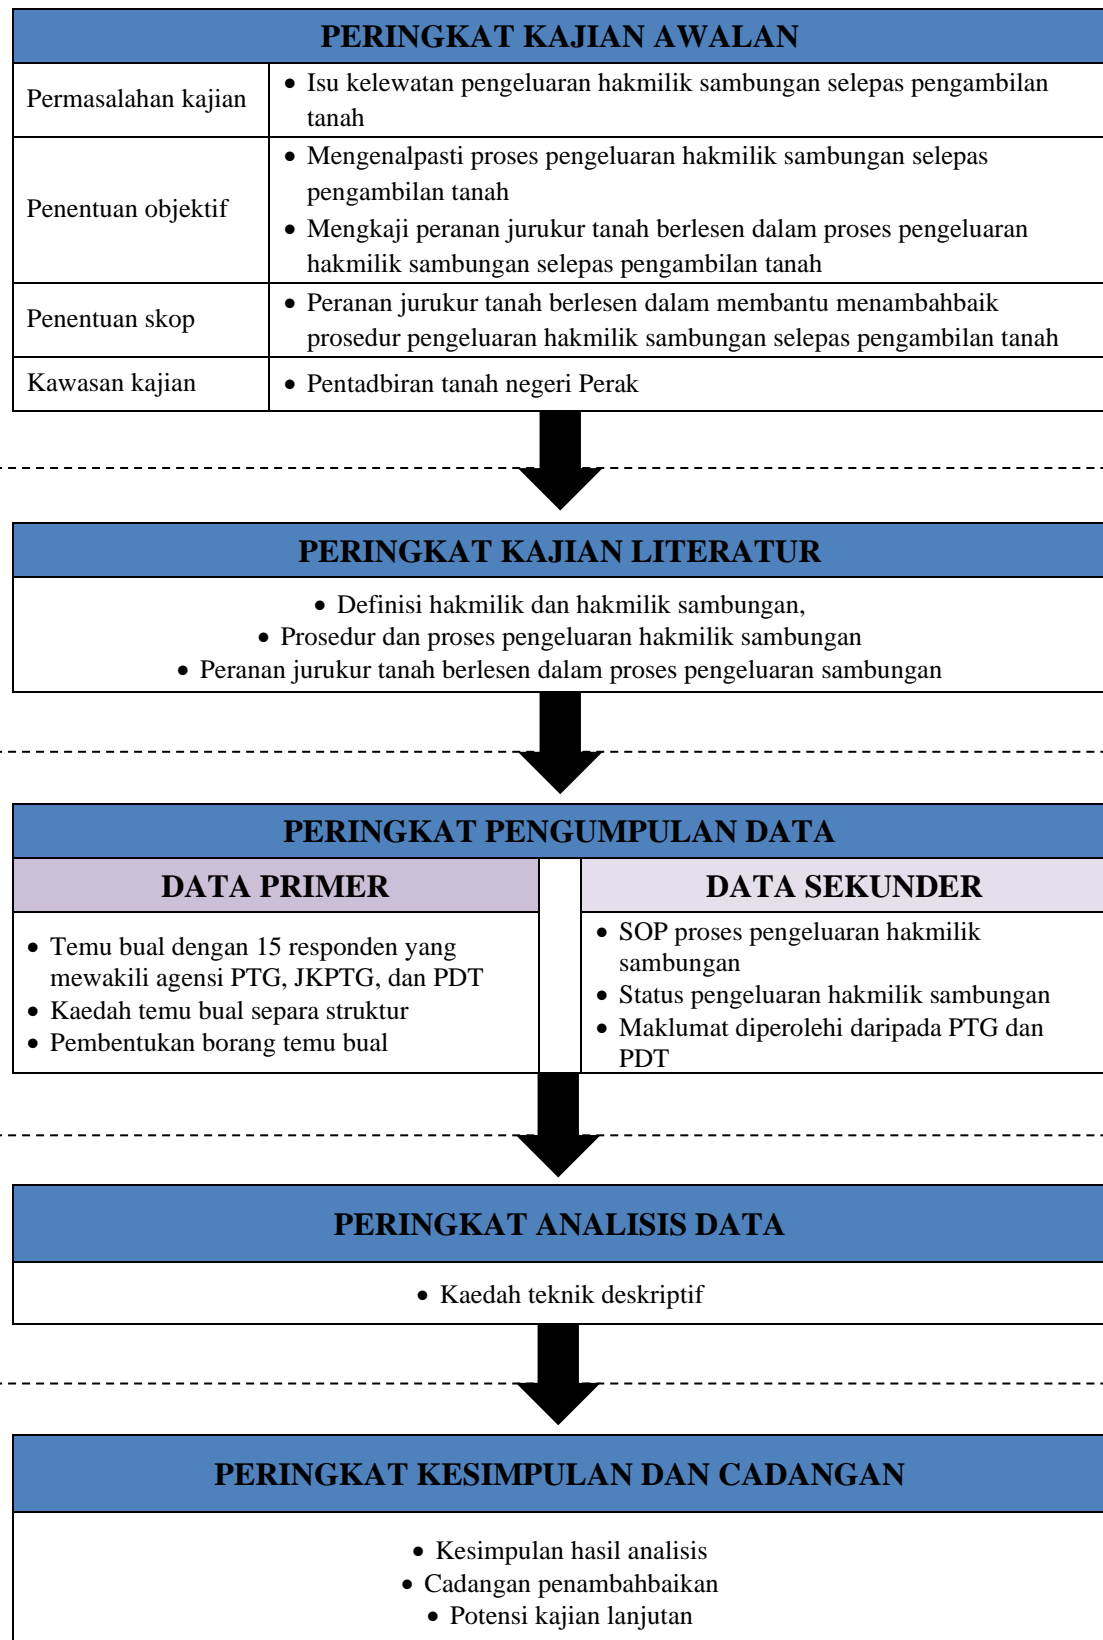 PERINGKAT KAJIAN AWALAN
Permasalahan kajian
• Isu kelewatan pengeluaran hakmilik sambungan selepas pengambilan
tanah
Penentuan objektif
• Mengenalpasti proses pengeluaran hakmilik sambungan selepas
pengambilan tanah
• Mengkaji peranan jurukur tanah berlesen dalam proses pengeluaran
hakmilik sambungan selepas pengambilan tanah
Penentuan skop
• Peranan jurukur tanah berlesen dalam membantu menambahbaik
prosedur pengeluaran hakmilik sambungan selepas pengambilan tanah
Kawasan kajian
• Pentadbiran tanah negeri Perak
PERINGKAT KAJIAN LITERATUR
• Definisi hakmilik dan hakmilik sambungan,
• Prosedur dan proses pengeluaran hakmilik sambungan
• Peranan jurukur tanah berlesen dalam proses pengeluaran sambungan
PERINGKAT PENGUMPULAN DATA
DATA PRIMER
• Temu bual dengan 15 responden yang
mewakili agensi PTG, JKPTG, dan PDT
• Kaedah temu bual separa struktur
• Pembentukan borang temu bual
DATA SEKUNDER
• SOP proses pengeluaran hakmilik
sambungan
• Status pengeluaran hakmilik sambungan
• Maklumat diperolehi daripada PTG dan
PDT
PERINGKAT ANALISIS DATA
• Kaedah teknik deskriptif
PERINGKAT KESIMPULAN DAN CADANGAN
• Kesimpulan hasil analisis
• Cadangan penambahbaikan
• Potensi kajian lanjutan